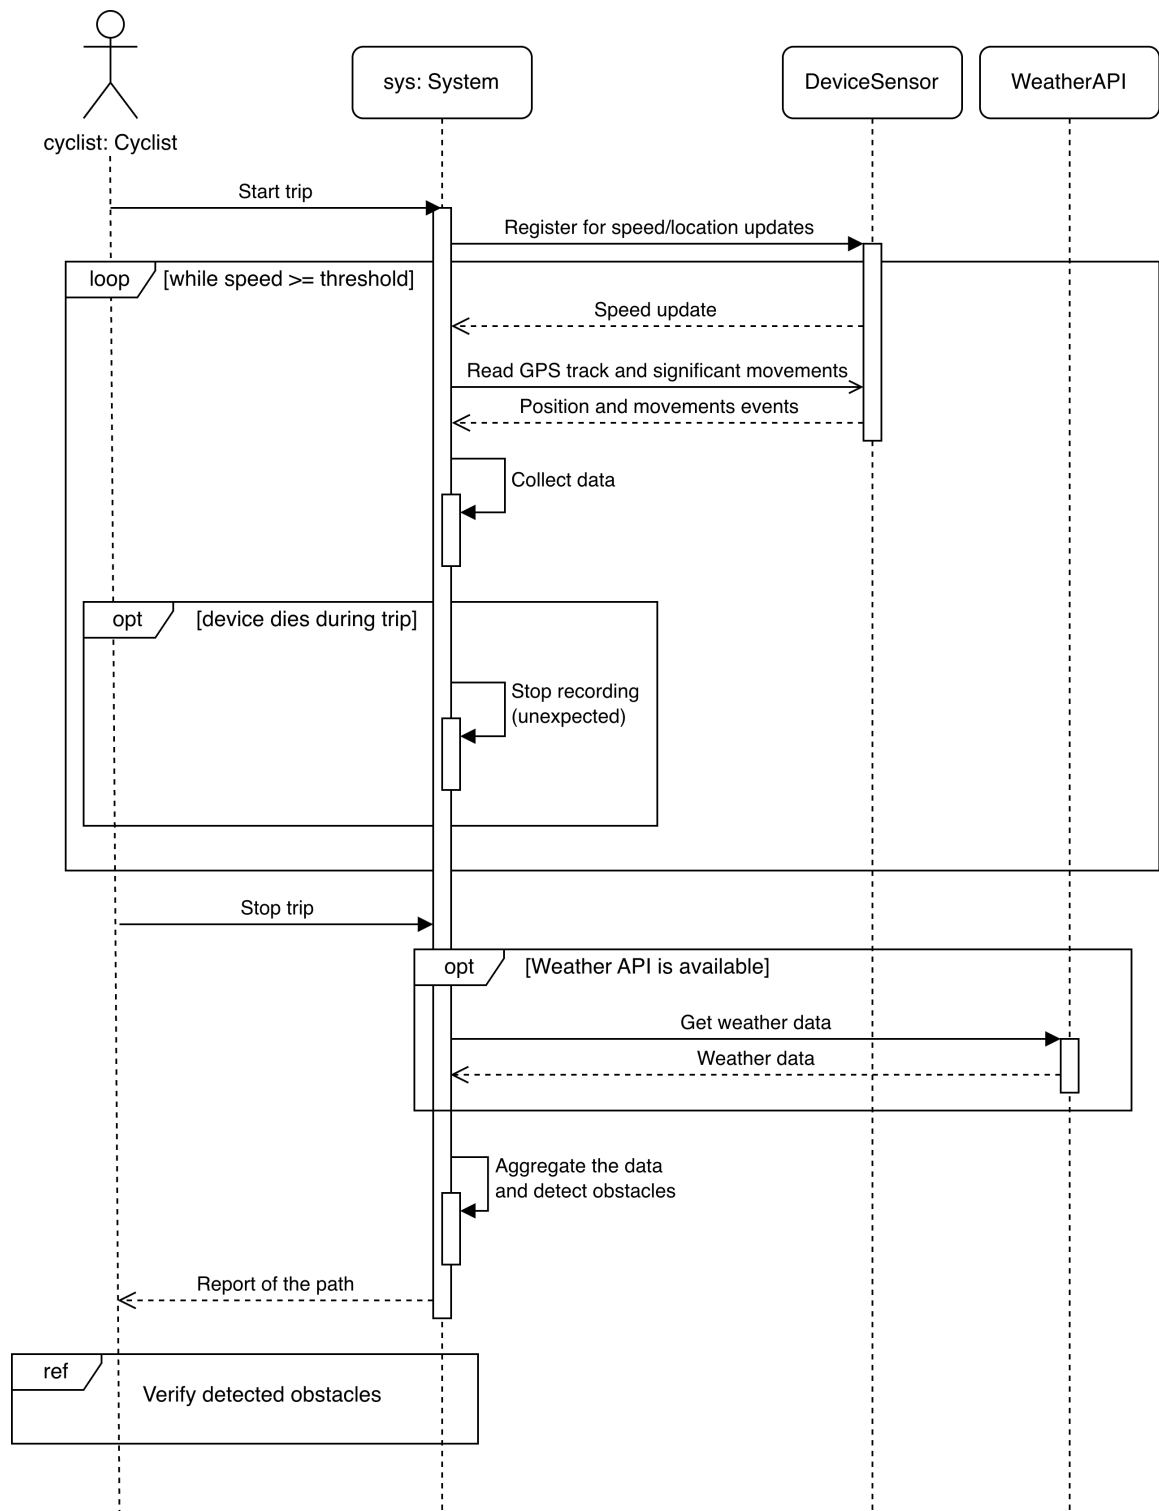 cyclist: Cyclist
sys: System
DeviceSensor
WeatherAPI
Start trip
Register for speed/location updates
loop
[while speed >= threshold]
Speed update
Read GPS track and significant movements
Position and movements events
Collect data
opt
[device dies during trip]
Stop recording
(unexpected)
Stop trip
opt
[Weather API is available]
Get weather data
Weather data
Aggregate the data
and detect obstacles
Report of the path
ref
Verify detected obstacles